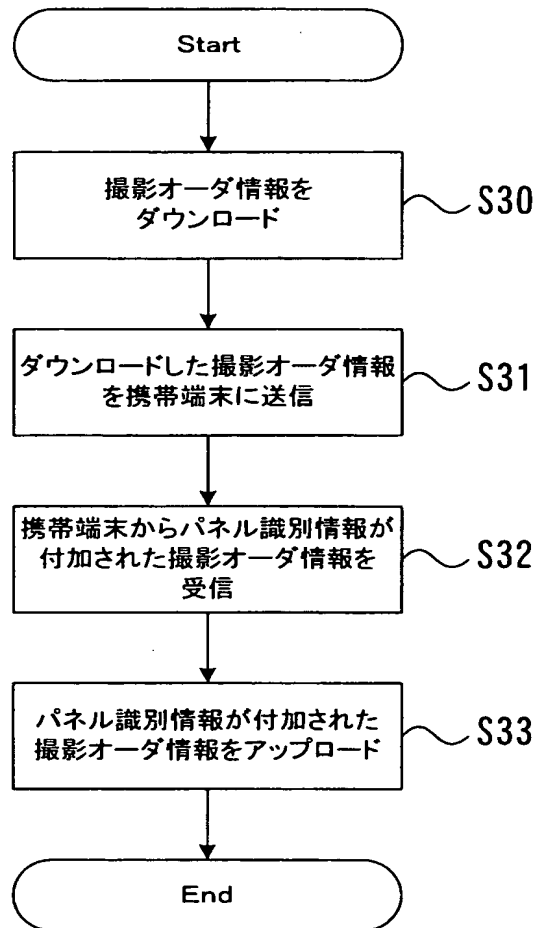 Start
撮影オーダ情報を
ダウンロード
S30
ダウンロードした撮影オーダ情報
を携帯端末に送信
S31
携帯端末からパネル識別情報が
付加された撮影オーダ情報を
受信
S32
パネル識別情報が付加された
撮影オーダ情報をアップロード
S33
End